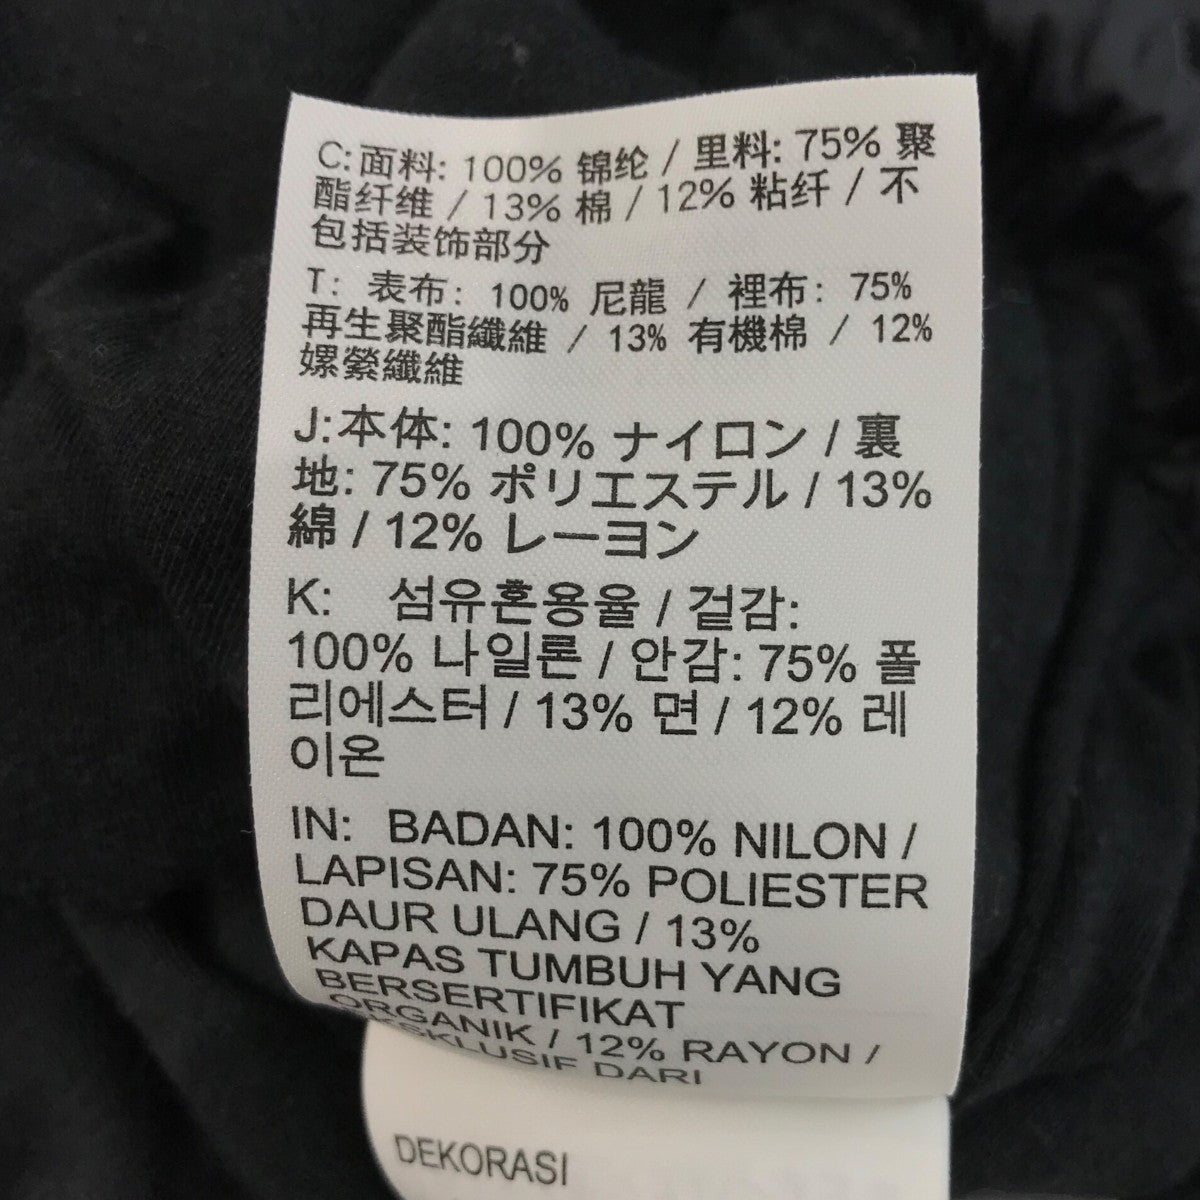 C:面料: 100% 锦纶 / 里料: 75% 聚
酯纤维 / 13% 棉 / 12% 粘纤 / 不
包括装饰部分
T: 表布: 100% 尼龍 / 裡布: 75%
再生聚酯纖維 / 13% 有機棉 / 12%
嫘縈纖維
J:本体: 100% ナイロン / 裏
地: 75% ポリエステル / 13%
綿 / 12% レーヨン
K: 섬유혼용율 / 겉감:
100% 나일론 / 안감: 75% 폴
리에스터 / 13% 면 / 12% 레
이온
IN: BADAN: 100% NILON /
LAPISAN: 75% POLIESTER
DAUR ULANG / 13%
KAPAS TUMBUH YANG
BERSERTIFIKAT
ORGANIK / 12% RAYON /
EKSKLUSIF DARI
DEKORASI